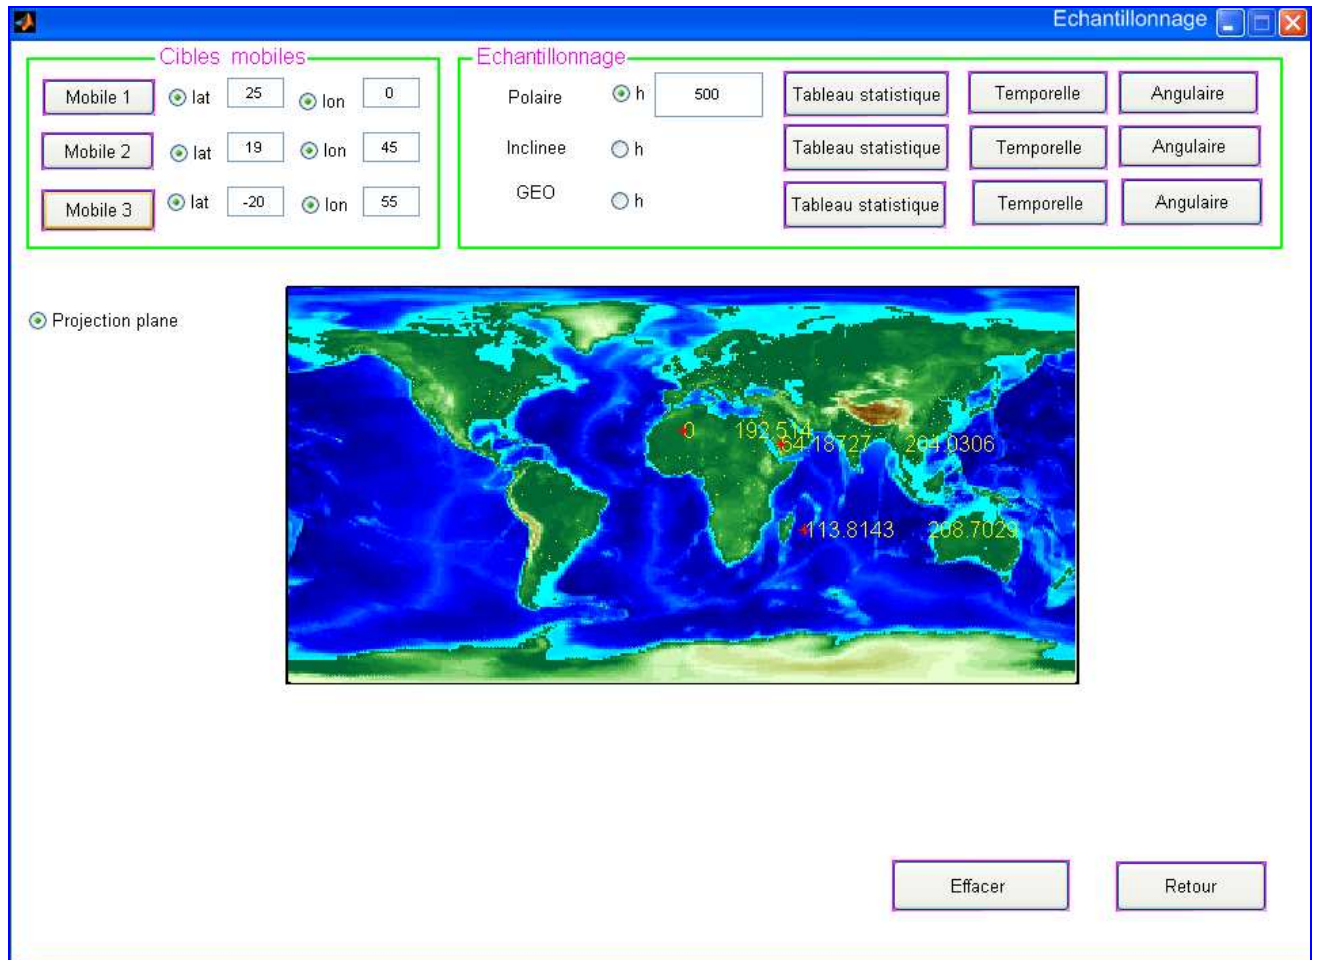 Echantillonnage
Cibles mobiles
Mobile 1 lat 25 lon 0
Mobile 2 lat 19 lon 45
Mobile 3 lat -20 lon 55
Echantillonnage
Polaire h 500 Tableau statistique Temporelle Angulaire
Inclinee h Tableau statistique Temporelle Angulaire
GEO h Tableau statistique Temporelle Angulaire
Projection plane
0 192.514
64.18727 204.0306
113.8143 208.7029
Effacer Retour